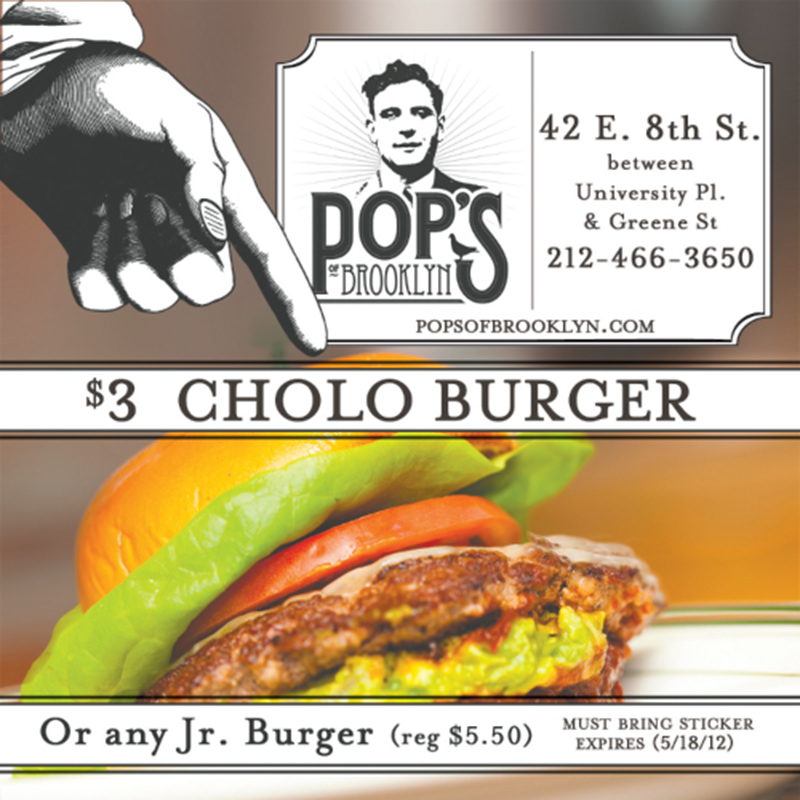 42 E. 8th St.
between
University Pl.
& Greene St
212-466-3650
POP'S
OF BROOKLYN
POPSOFBROOKLYN.COM
$3 CHOLO BURGER
Or any Jr. Burger (reg $5.50)
MUST BRING STICKER
EXPIRES (5/18/12)